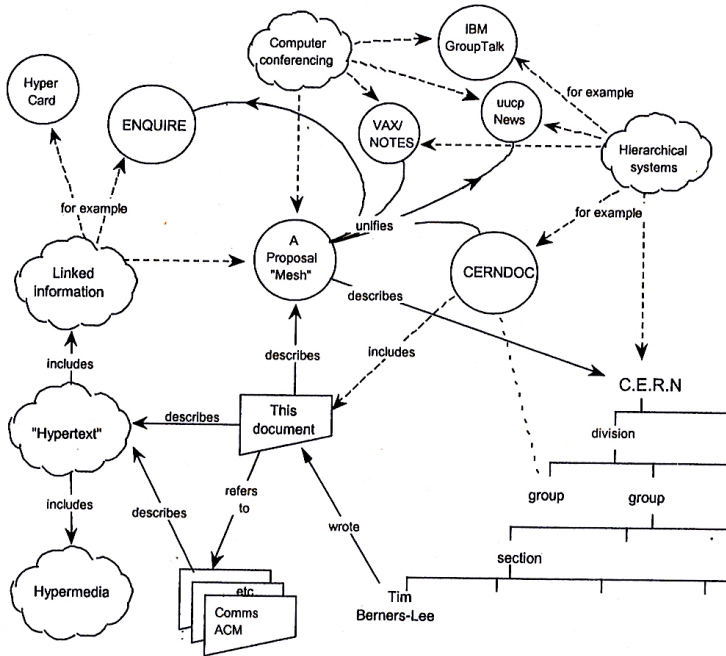 IBM
GroupTalk
Computer
conferencing
Hyper
Card
for example
uucp
News
ENQUIRE
VAX/
NOTES
Hierarchical
systems
for example
for example
unifies
A
Proposal
"Mesh"
Linked
information
CERNDOC
describes
describes
includes
includes
C.E.R.N
This
document
describes
"Hypertext"
division
refers
to
group
group
includes
describes
wrote
section
Hypermedia
etc
Comms
ACM
Tim
Berners-Lee